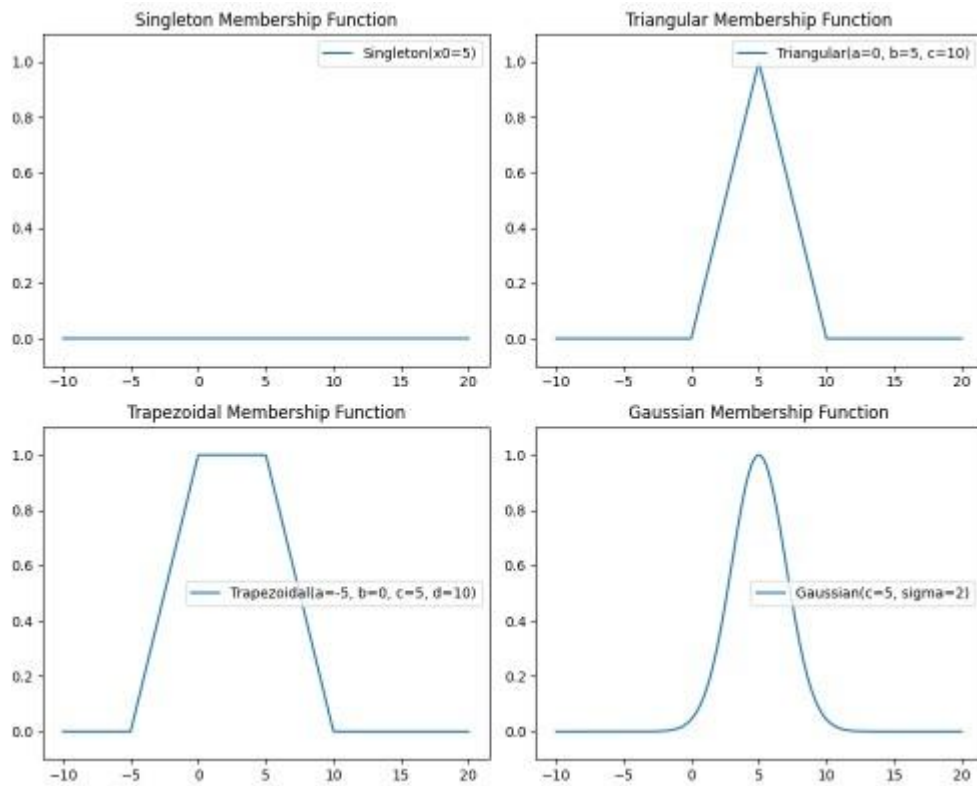 Singleton Membership Function
Singleton(x0=5)
1.0
0.8
0.6
0.4
0.2
0.0
−10 −5 0 5 10 15 20
Triangular Membership Function
Triangular(a=0, b=5, c=10)
1.0
0.8
0.6
0.4
0.2
0.0
−10 −5 0 5 10 15 20
Trapezoidal Membership Function
1.0
0.8
0.6
Trapezoidal(a=-5, b=0, c=5, d=10)
0.4
0.2
0.0
−10 −5 0 5 10 15 20
Gaussian Membership Function
1.0
0.8
0.6
Gaussian(c=5, sigma=2)
0.4
0.2
0.0
−10 −5 0 5 10 15 20